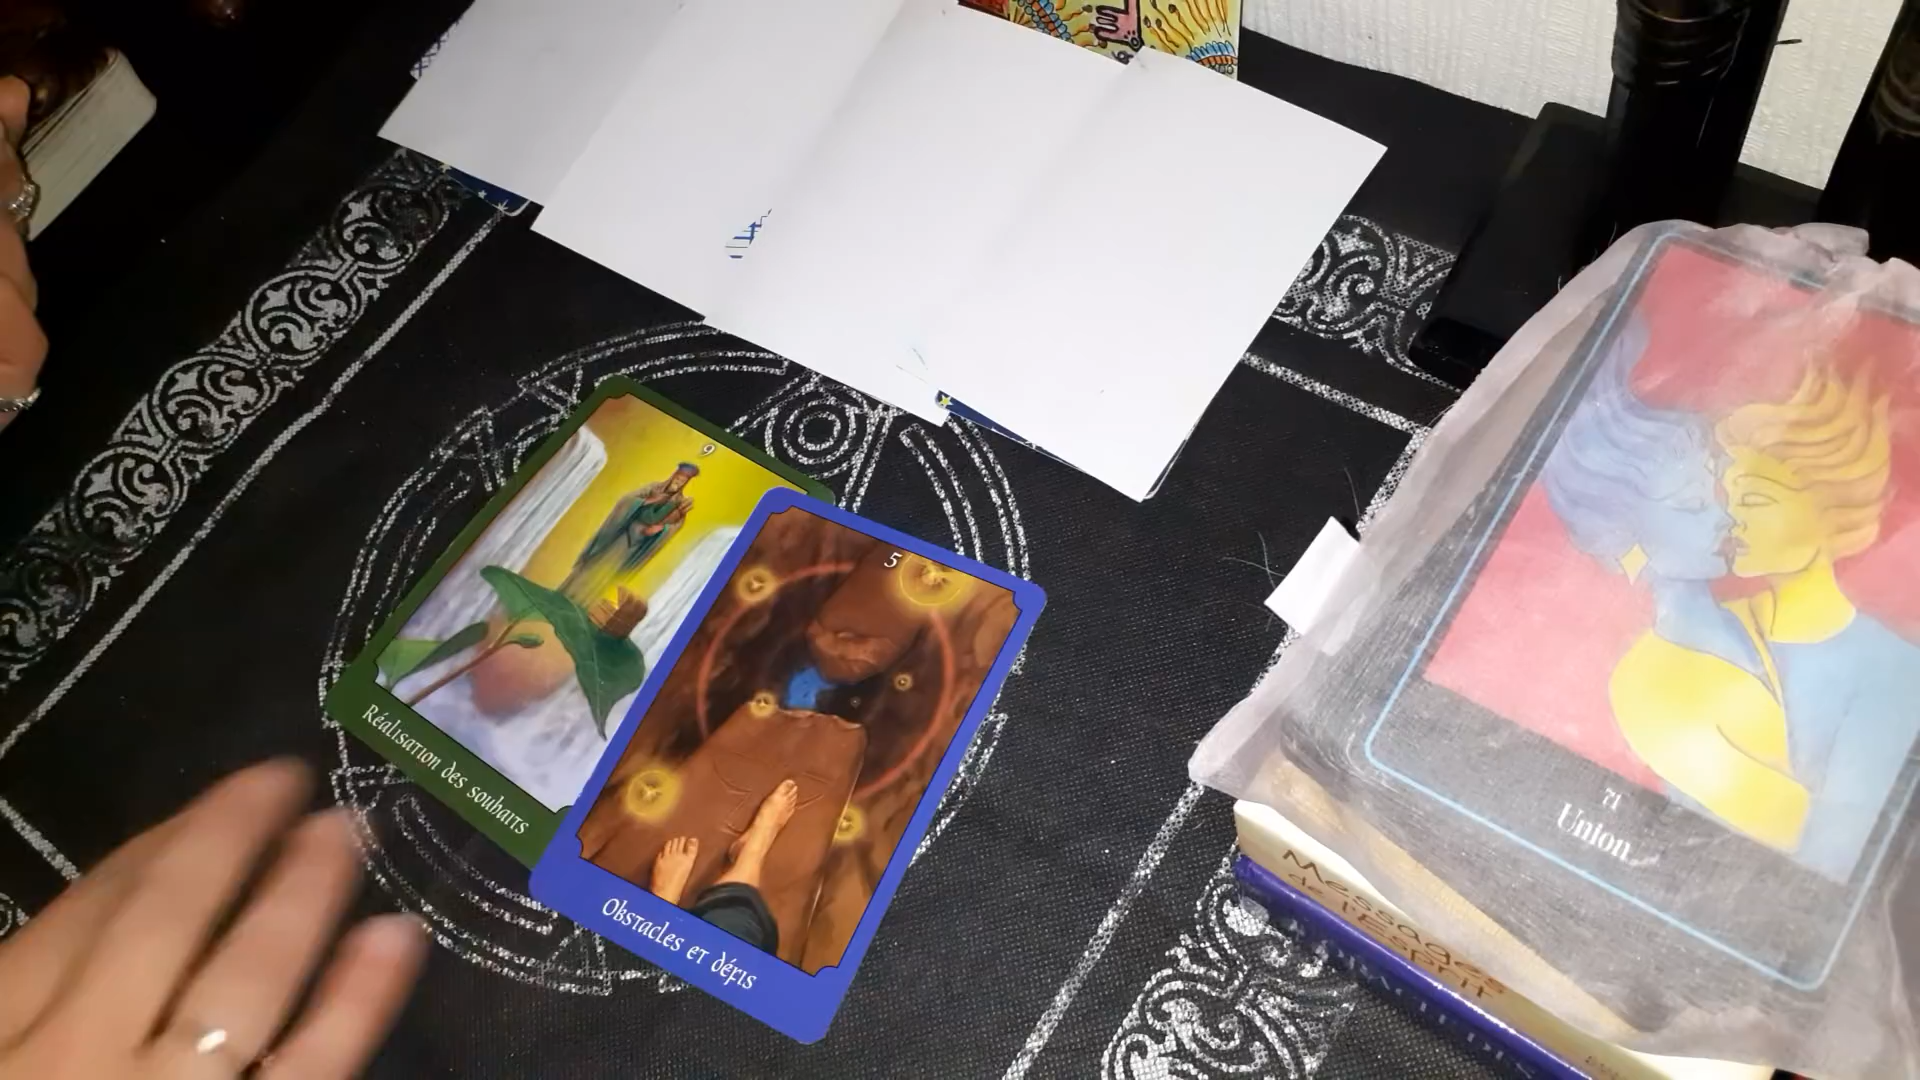 9
Réalisation des souhaits
5
Obstacles et défis
71
Union
Messages
de l'Esprit